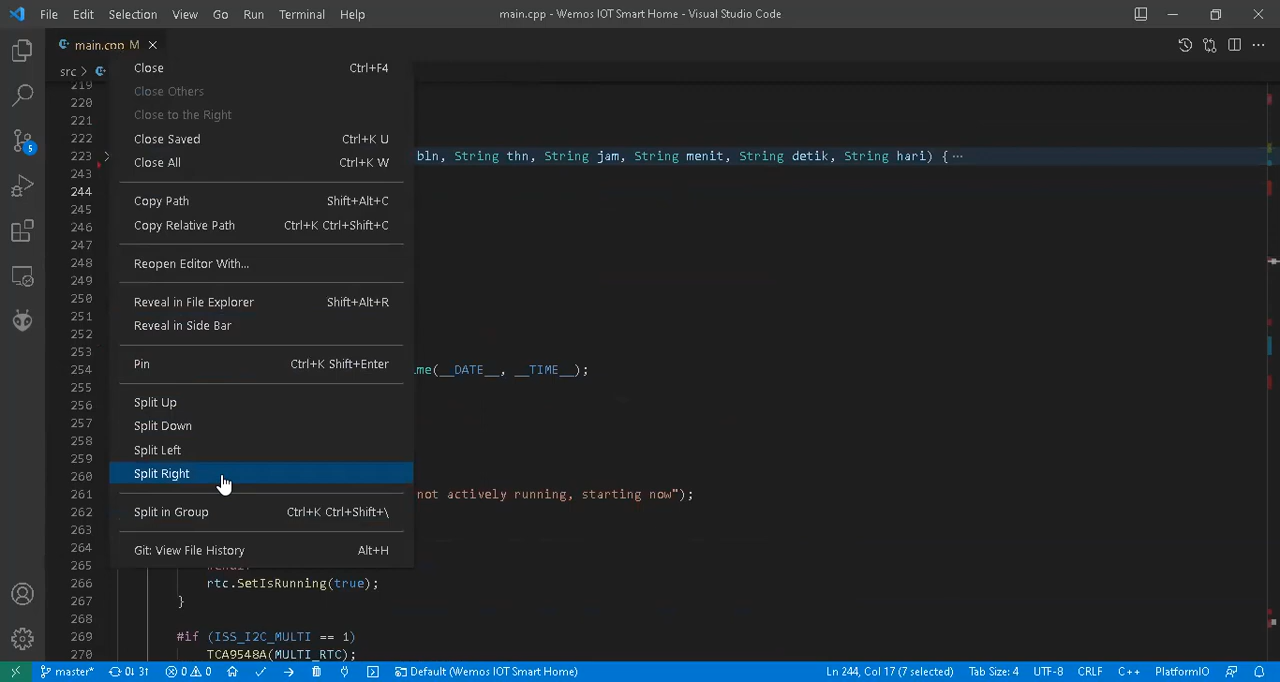 File Edit Selection View Go Run Terminal Help main.cpp - Wemos IOT Smart Home - Visual Studio Code
main.cpp M
src >
Close Ctrl+F4
Close Others
Close to the Right
Close Saved Ctrl+K U
Close All Ctrl+K W
Copy Path Shift+Alt+C
Copy Relative Path Ctrl+K Ctrl+Shift+C
Reopen Editor With...
Reveal in File Explorer Shift+Alt+R
Reveal in Side Bar
Pin Ctrl+K Shift+Enter
Split Up
Split Down
Split Left
Split Right
Split in Group Ctrl+K Ctrl+Shift+\
Git: View File History Alt+H
219
220
221
222
223 bln, String thn, String jam, String menit, String detik, String hari) { ···
243
244
245
246
247
248
249
250
251
252
253
254 me(__DATE__, __TIME__);
255
256
257
258
259
260
261 not actively running, starting now");
262
263
264
265
266 rtc.SetIsRunning(true);
267 }
268
269 #if (ISS_I2C_MULTI == 1)
270 TCA9548A(MULTI_RTC);
5
master* 0↓ 3↑ 0 0 Default (Wemos IOT Smart Home) Ln 244, Col 17 (7 selected) Tab Size: 4 UTF-8 CRLF C++ PlatformIO